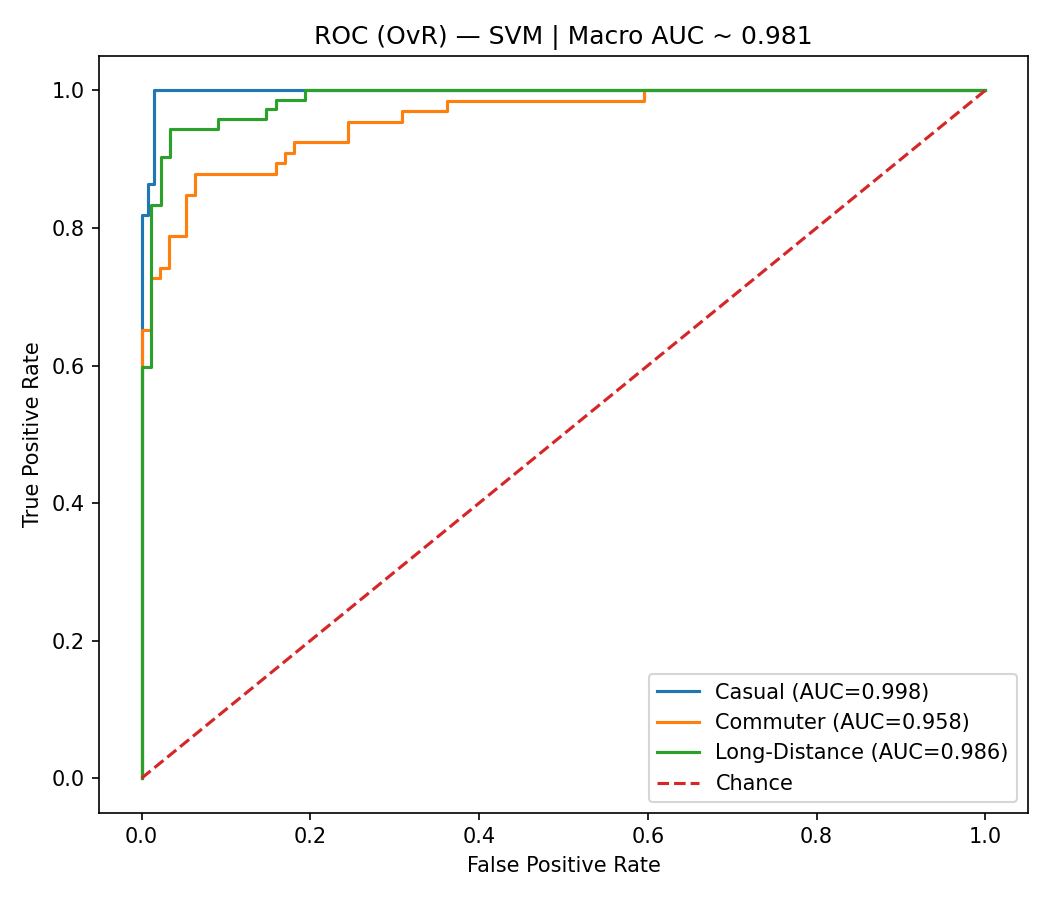 ROC (OvR) — SVM | Macro AUC ~ 0.981
1.0
0.8
0.6
0.4
0.2
0.0
True Positive Rate
Casual (AUC=0.998)
Commuter (AUC=0.958)
Long-Distance (AUC=0.986)
Chance
0.0 0.2 0.4 0.6 0.8 1.0
False Positive Rate